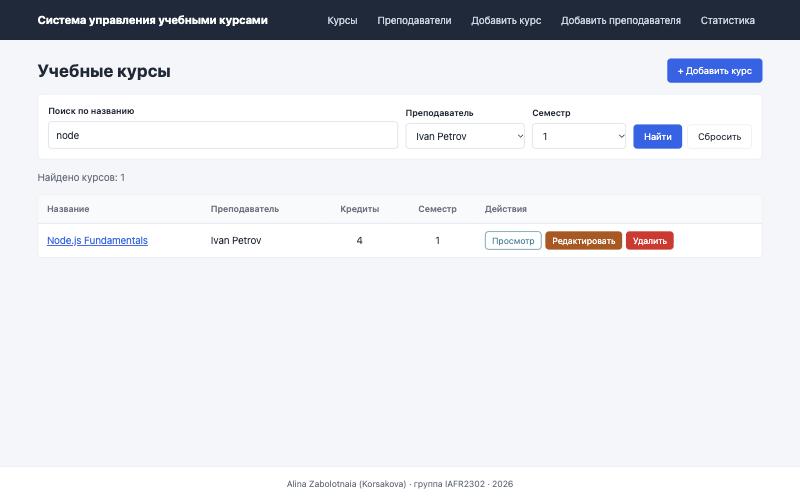 Система управления учебными курсами Курсы Преподаватели Добавить курс Добавить преподавателя Статистика
Учебные курсы + Добавить курс
Поиск по названию Преподаватель Семестр
node Ivan Petrov 1 Найти Сбросить
Найдено курсов: 1
Название Преподаватель Кредиты Семестр Действия
Node.js Fundamentals Ivan Petrov 4 1 Просмотр Редактировать Удалить
Alina Zabolotnaia (Korsakova) · группа IAFR2302 · 2026